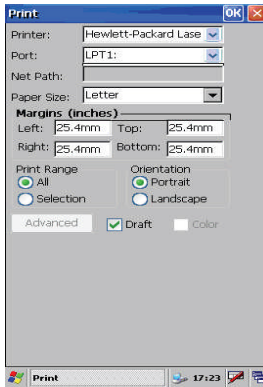 Print OK
Printer: Hewlett-Packard Lase
Port: LPT1:
Net Path:
Paper Size: Letter
Margins (inches)
Left: 25.4mm Top: 25.4mm
Right: 25.4mm Bottom: 25.4mm
Print Range Orientation
All Portrait
Selection Landscape
Advanced Draft Color
Print 17:23